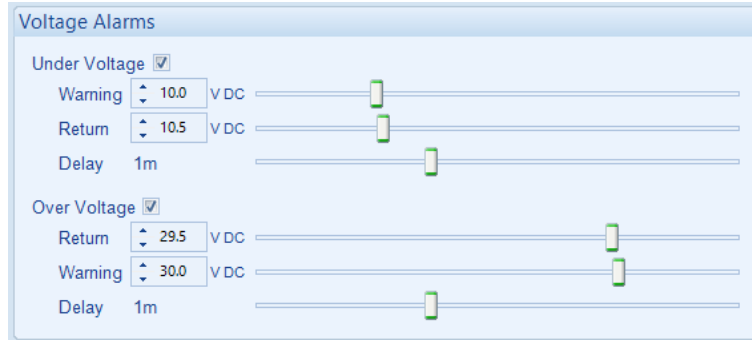 Voltage Alarms
Under Voltage
Warning 10.0 V DC
Return 10.5 V DC
Delay 1m
Over Voltage
Return 29.5 V DC
Warning 30.0 V DC
Delay 1m